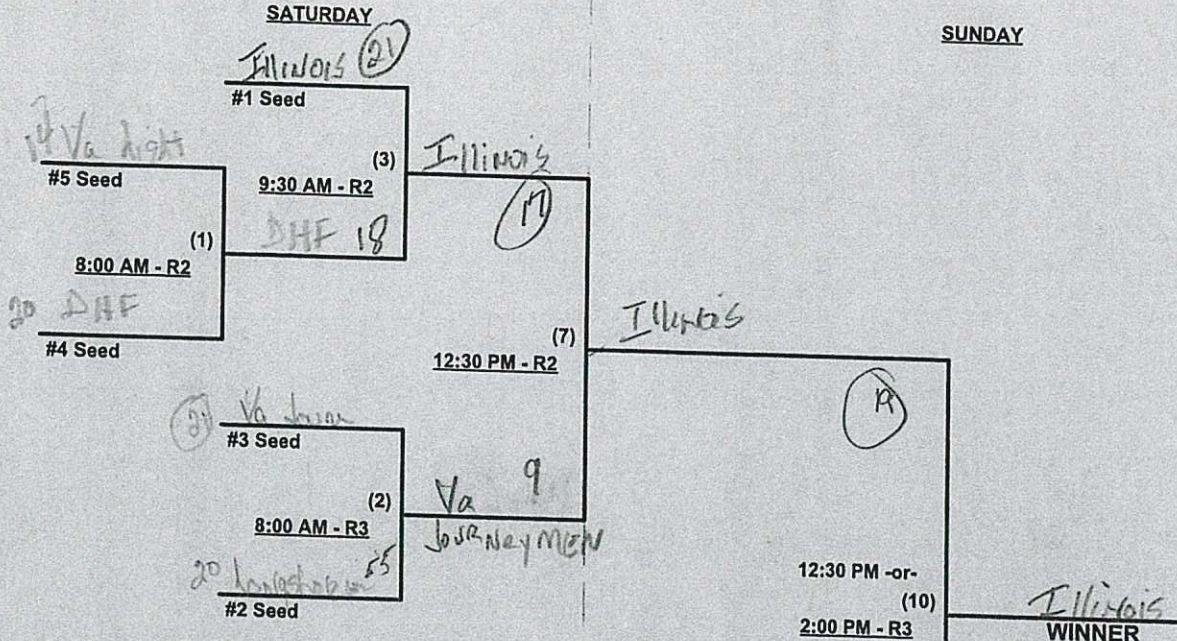 SATURDAY
SUNDAY
Illinois 21
#1 Seed
Va
#5 Seed
(3)
9:30 AM - R2
Illinois
17
(1)
8:00 AM - R2
DHF 18
20 DHF
#4 Seed
(7)
12:30 PM - R2
Illinois
21 Va
#3 Seed
(2)
8:00 AM - R3
Va 9
JOURNEYMEN
20 55
#2 Seed
12:30 PM -or-
(10)
2:00 PM - R3
Illinois
WINNER